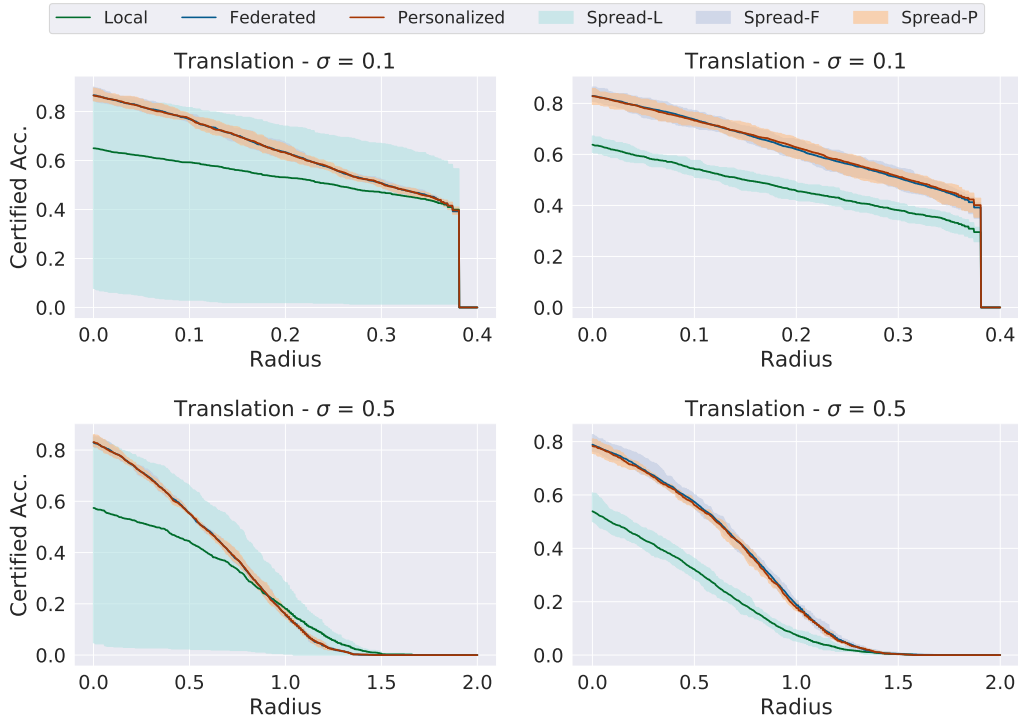 Local Federated Personalized Spread-L Spread-F Spread-P
Translation - σ = 0.1
Certified Acc.
0.8
0.6
0.4
0.2
0.0
0.0 0.1 0.2 0.3 0.4
Radius
Translation - σ = 0.1
0.8
0.6
0.4
0.2
0.0
0.0 0.1 0.2 0.3 0.4
Radius
Translation - σ = 0.5
Certified Acc.
0.8
0.6
0.4
0.2
0.0
0.0 0.5 1.0 1.5 2.0
Radius
Translation - σ = 0.5
0.8
0.6
0.4
0.2
0.0
0.0 0.5 1.0 1.5 2.0
Radius